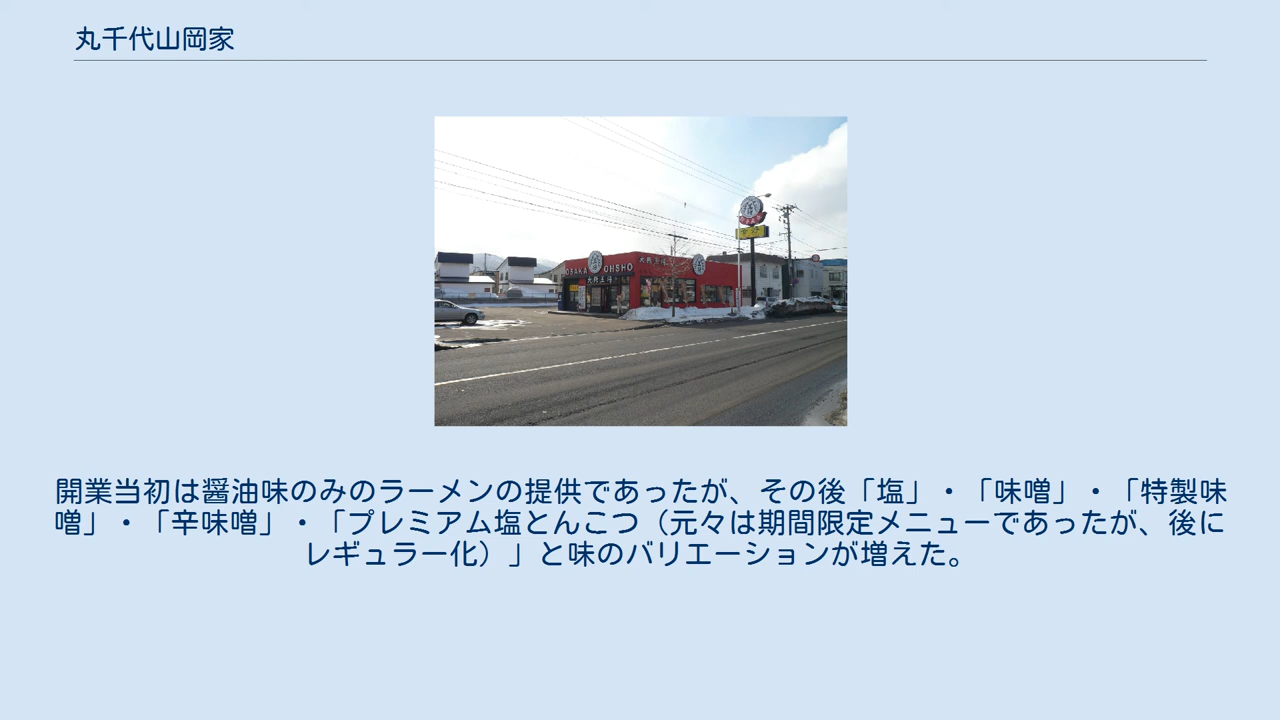 丸千代山岡家
OSAKA OHSHO
大阪王将
開業当初は醤油味のみのラーメンの提供であったが、その後「塩」・「味噌」・「特製味
噌」・「辛味噌」・「プレミアム塩とんこつ（元々は期間限定メニューであったが、後に
レギュラー化）」と味のバリエーションが増えた。